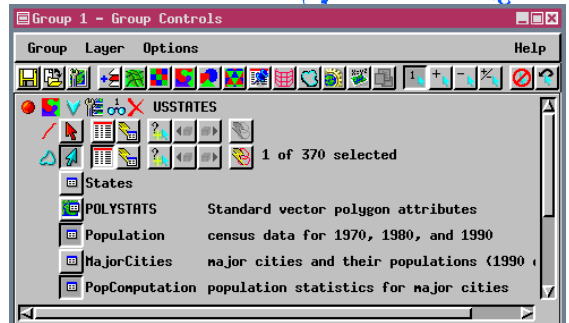 Group 1 - Group Controls
Group Layer Options Help
USSTATES
1 of 370 selected
States
POLYSTATS Standard vector polygon attributes
Population census data for 1970, 1980, and 1990
MajorCities major cities and their populations (1990
PopComputation population statistics for major cities